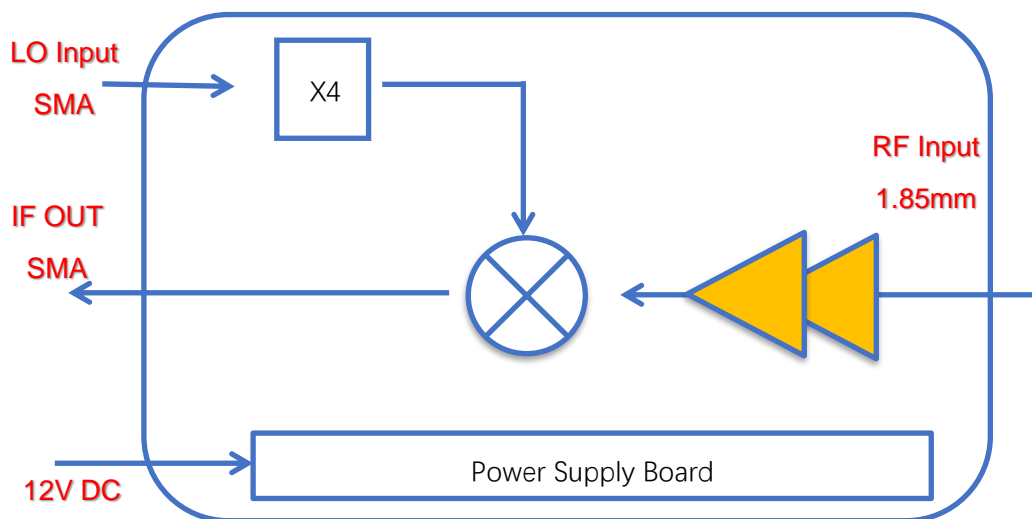 LO Input
SMA
X4
RF Input
1.85mm
IF OUT
SMA
Power Supply Board
12V DC